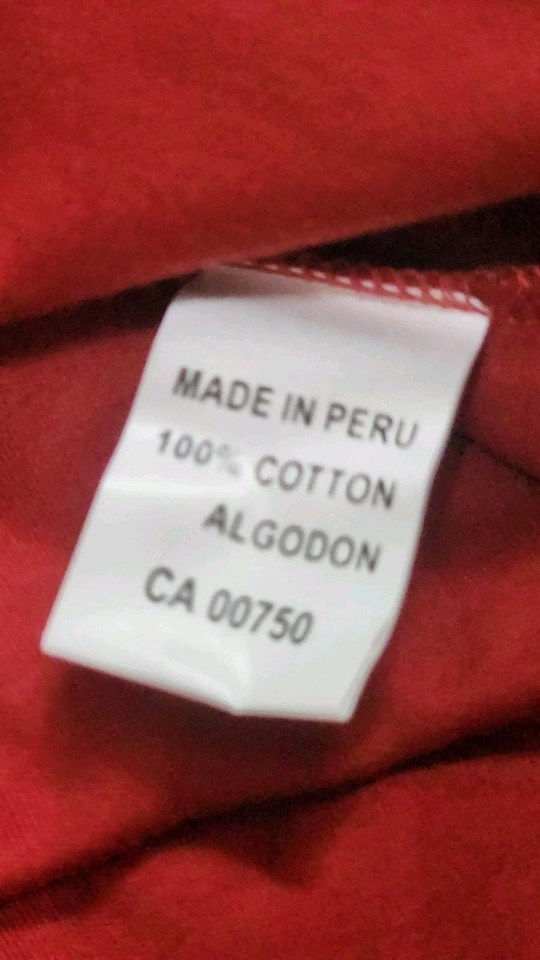 MADE IN PERU
100% COTTON
ALGODON
CA 00750